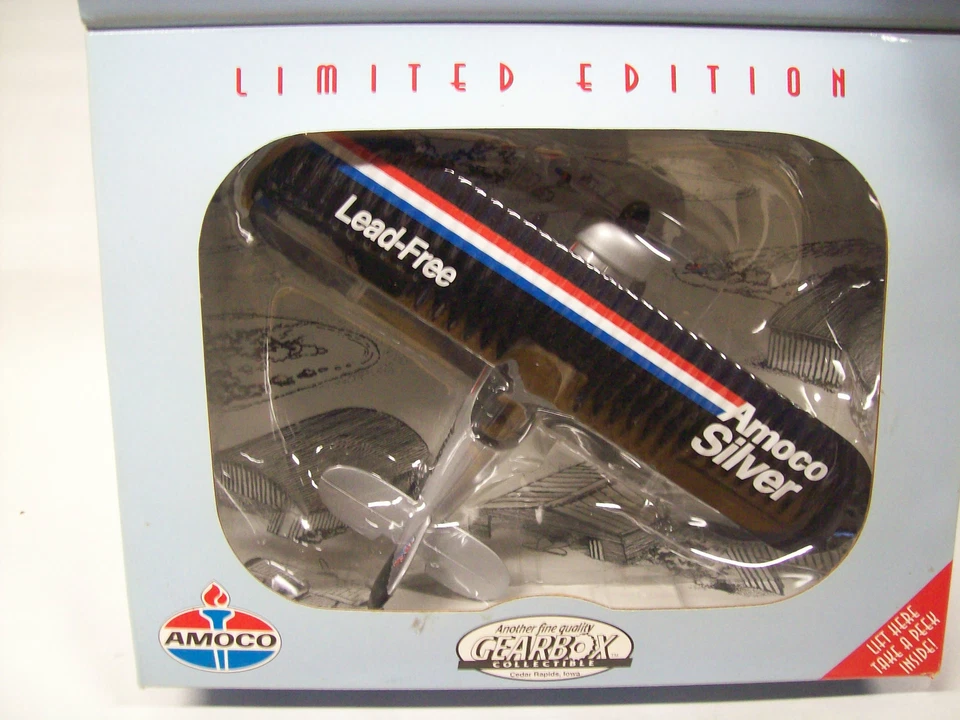 LIMITED EDITION
Lead-Free
Amoco
Silver
AMOCO
Another fine quality
GEARBOX
COLLECTIBLE
Cedar Rapids, Iowa
LIFT HERE
TAKE A PEEK
INSIDE!